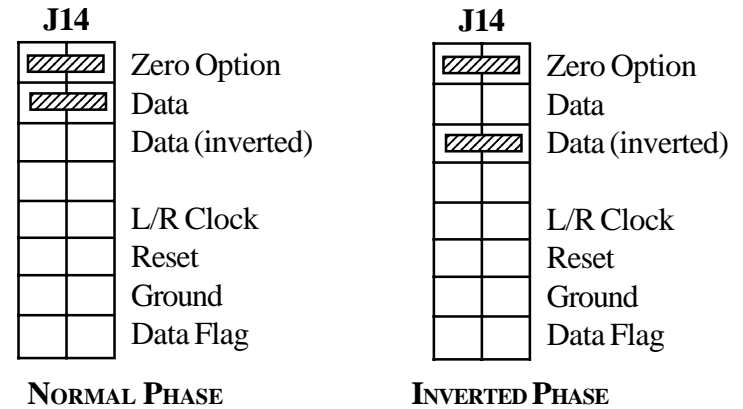 J14
Zero Option
Data
Data (inverted)
L/R Clock
Reset
Ground
Data Flag
NORMAL PHASE
J14
Zero Option
Data
Data (inverted)
L/R Clock
Reset
Ground
Data Flag
INVERTED PHASE